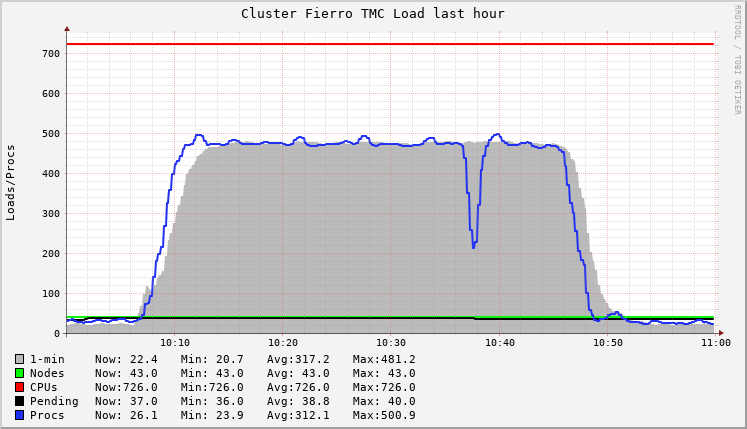 Cluster Fierro TMC Load last hour
RRDTOOL / TOBI OETIKER
Loads/Procs
700
600
500
400
300
200
100
0
10:10 10:20 10:30 10:40 10:50 11:00
1-min Now: 22.4 Min: 20.7 Avg:317.2 Max:481.2
Nodes Now: 43.0 Min: 43.0 Avg: 43.0 Max: 43.0
CPUs Now:726.0 Min:726.0 Avg:726.0 Max:726.0
Pending Now: 37.0 Min: 36.0 Avg: 38.8 Max: 40.0
Procs Now: 26.1 Min: 23.9 Avg:312.1 Max:500.9